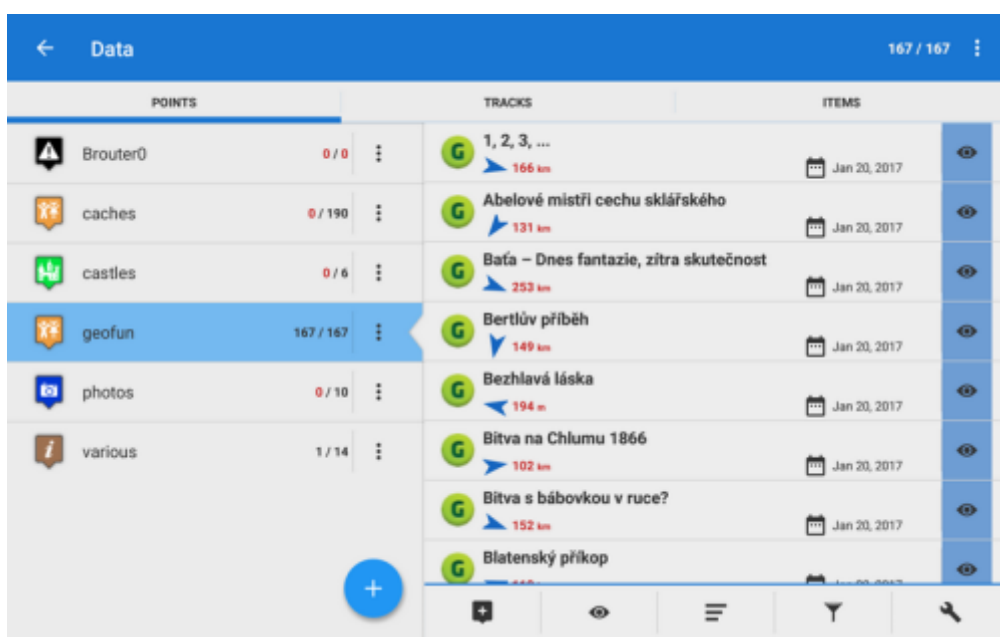 Data
167 / 167
POINTS
TRACKS
ITEMS
Brouter0
0 / 0
caches
0 / 190
castles
0 / 6
geofun
167 / 167
photos
0 / 10
various
1 / 14
G
1, 2, 3, ...
166 km
Jan 20, 2017
G
Abelové mistři cechu sklářského
131 km
Jan 20, 2017
G
Baťa – Dnes fantazie, zítra skutečnost
253 km
Jan 20, 2017
G
Bertlův příběh
149 km
Jan 20, 2017
G
Bezhlavá láska
194 m
Jan 20, 2017
G
Bitva na Chlumu 1866
102 km
Jan 20, 2017
G
Bitva s bábovkou v ruce?
152 km
Jan 20, 2017
G
Blatenský příkop